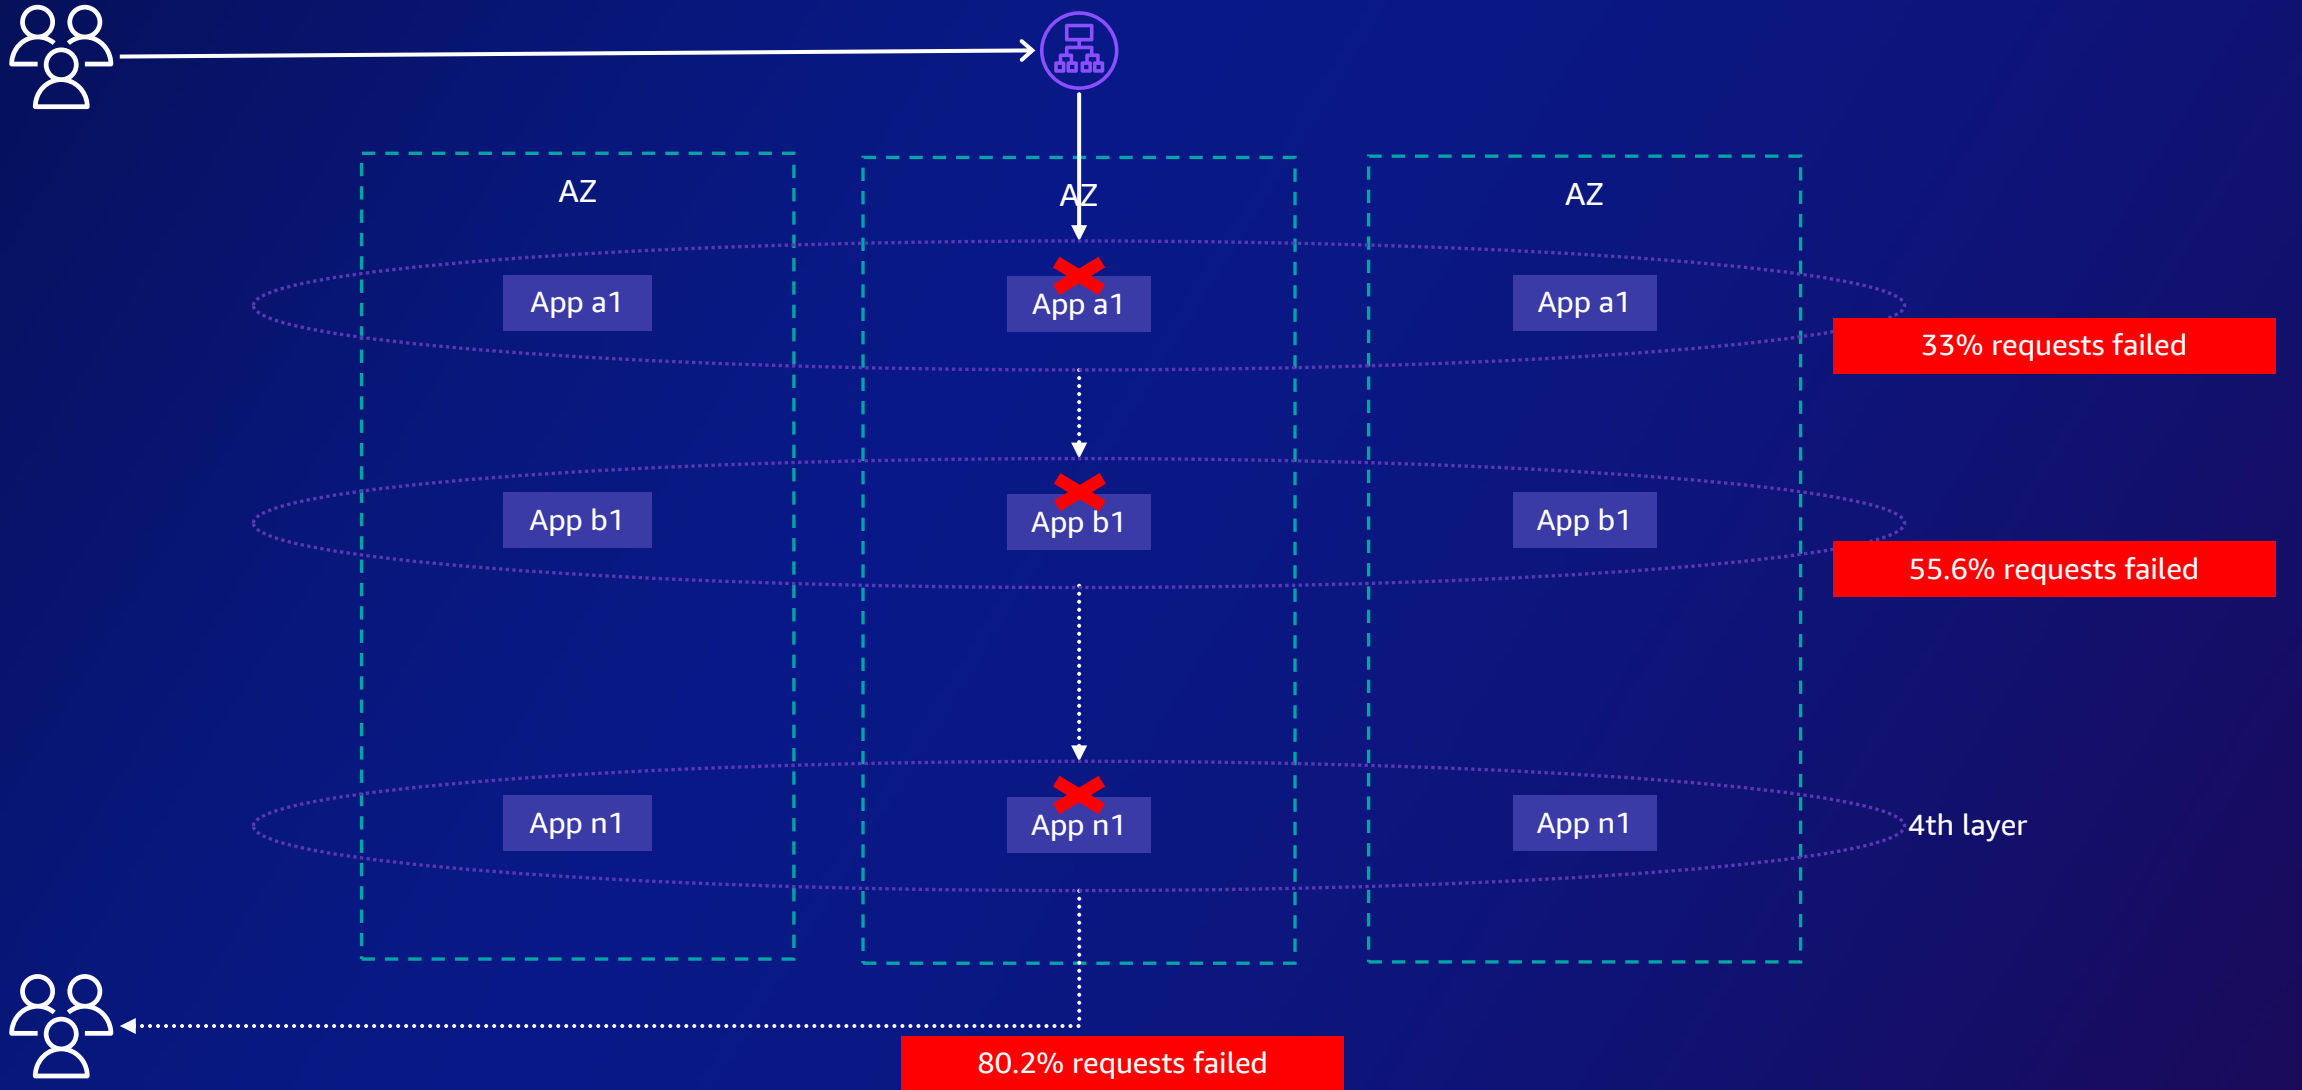 AZ
AZ
AZ
App a1
App a1
App a1
33% requests failed
App b1
App b1
App b1
55.6% requests failed
App n1
App n1
App n1
4th layer
80.2% requests failed